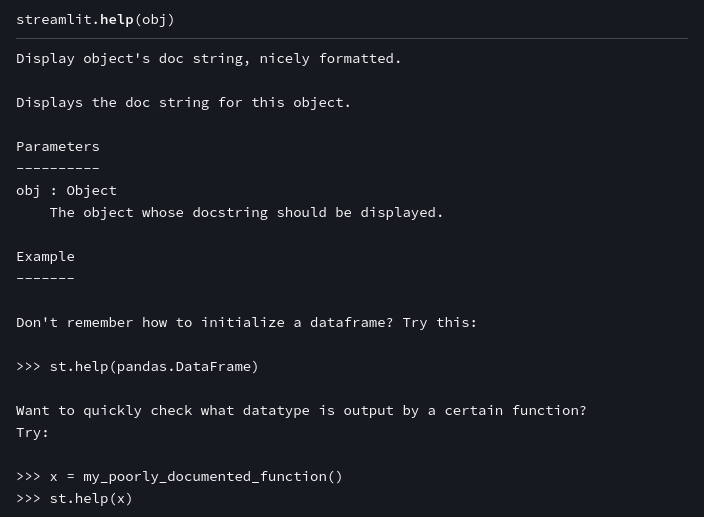 streamlit.help(obj)
Display object's doc string, nicely formatted.
Displays the doc string for this object.
Parameters
----------
obj : Object
    The object whose docstring should be displayed.
Example
-------
Don't remember how to initialize a dataframe? Try this:
>>> st.help(pandas.DataFrame)
Want to quickly check what datatype is output by a certain function?
Try:
>>> x = my_poorly_documented_function()
>>> st.help(x)